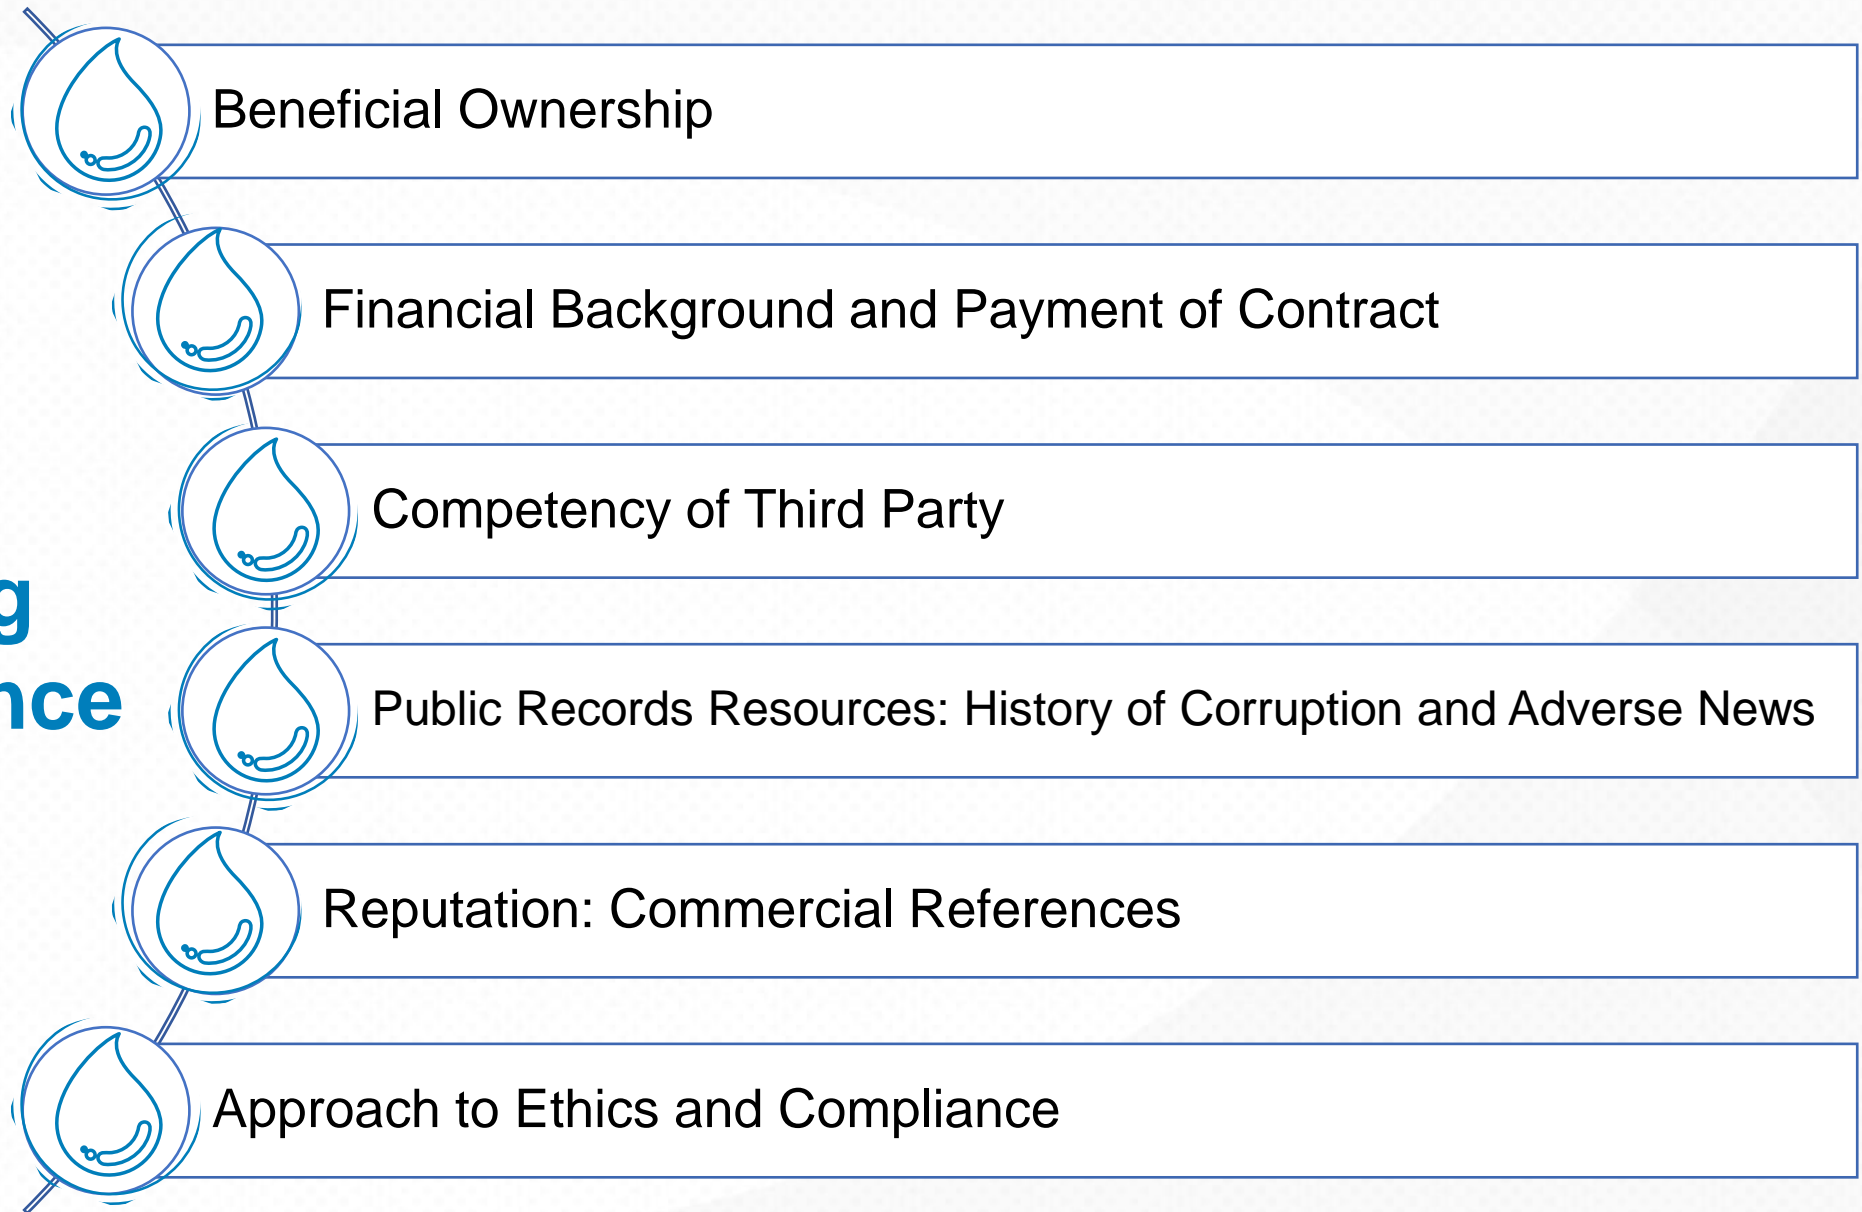 Beneficial Ownership
Financial Background and Payment of Contract
Competency of Third Party
Public Records Resources: History of Corruption and Adverse News
Reputation: Commercial References
Approach to Ethics and Compliance